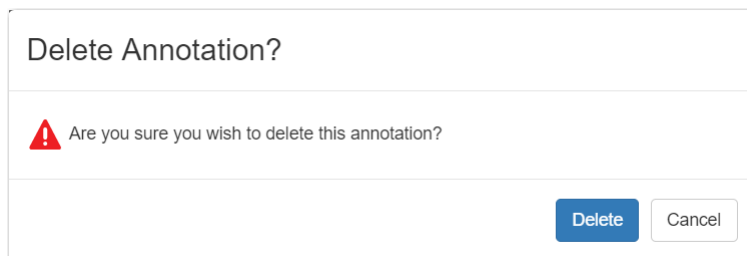 Delete Annotation?
Are you sure you wish to delete this annotation?
Delete Cancel